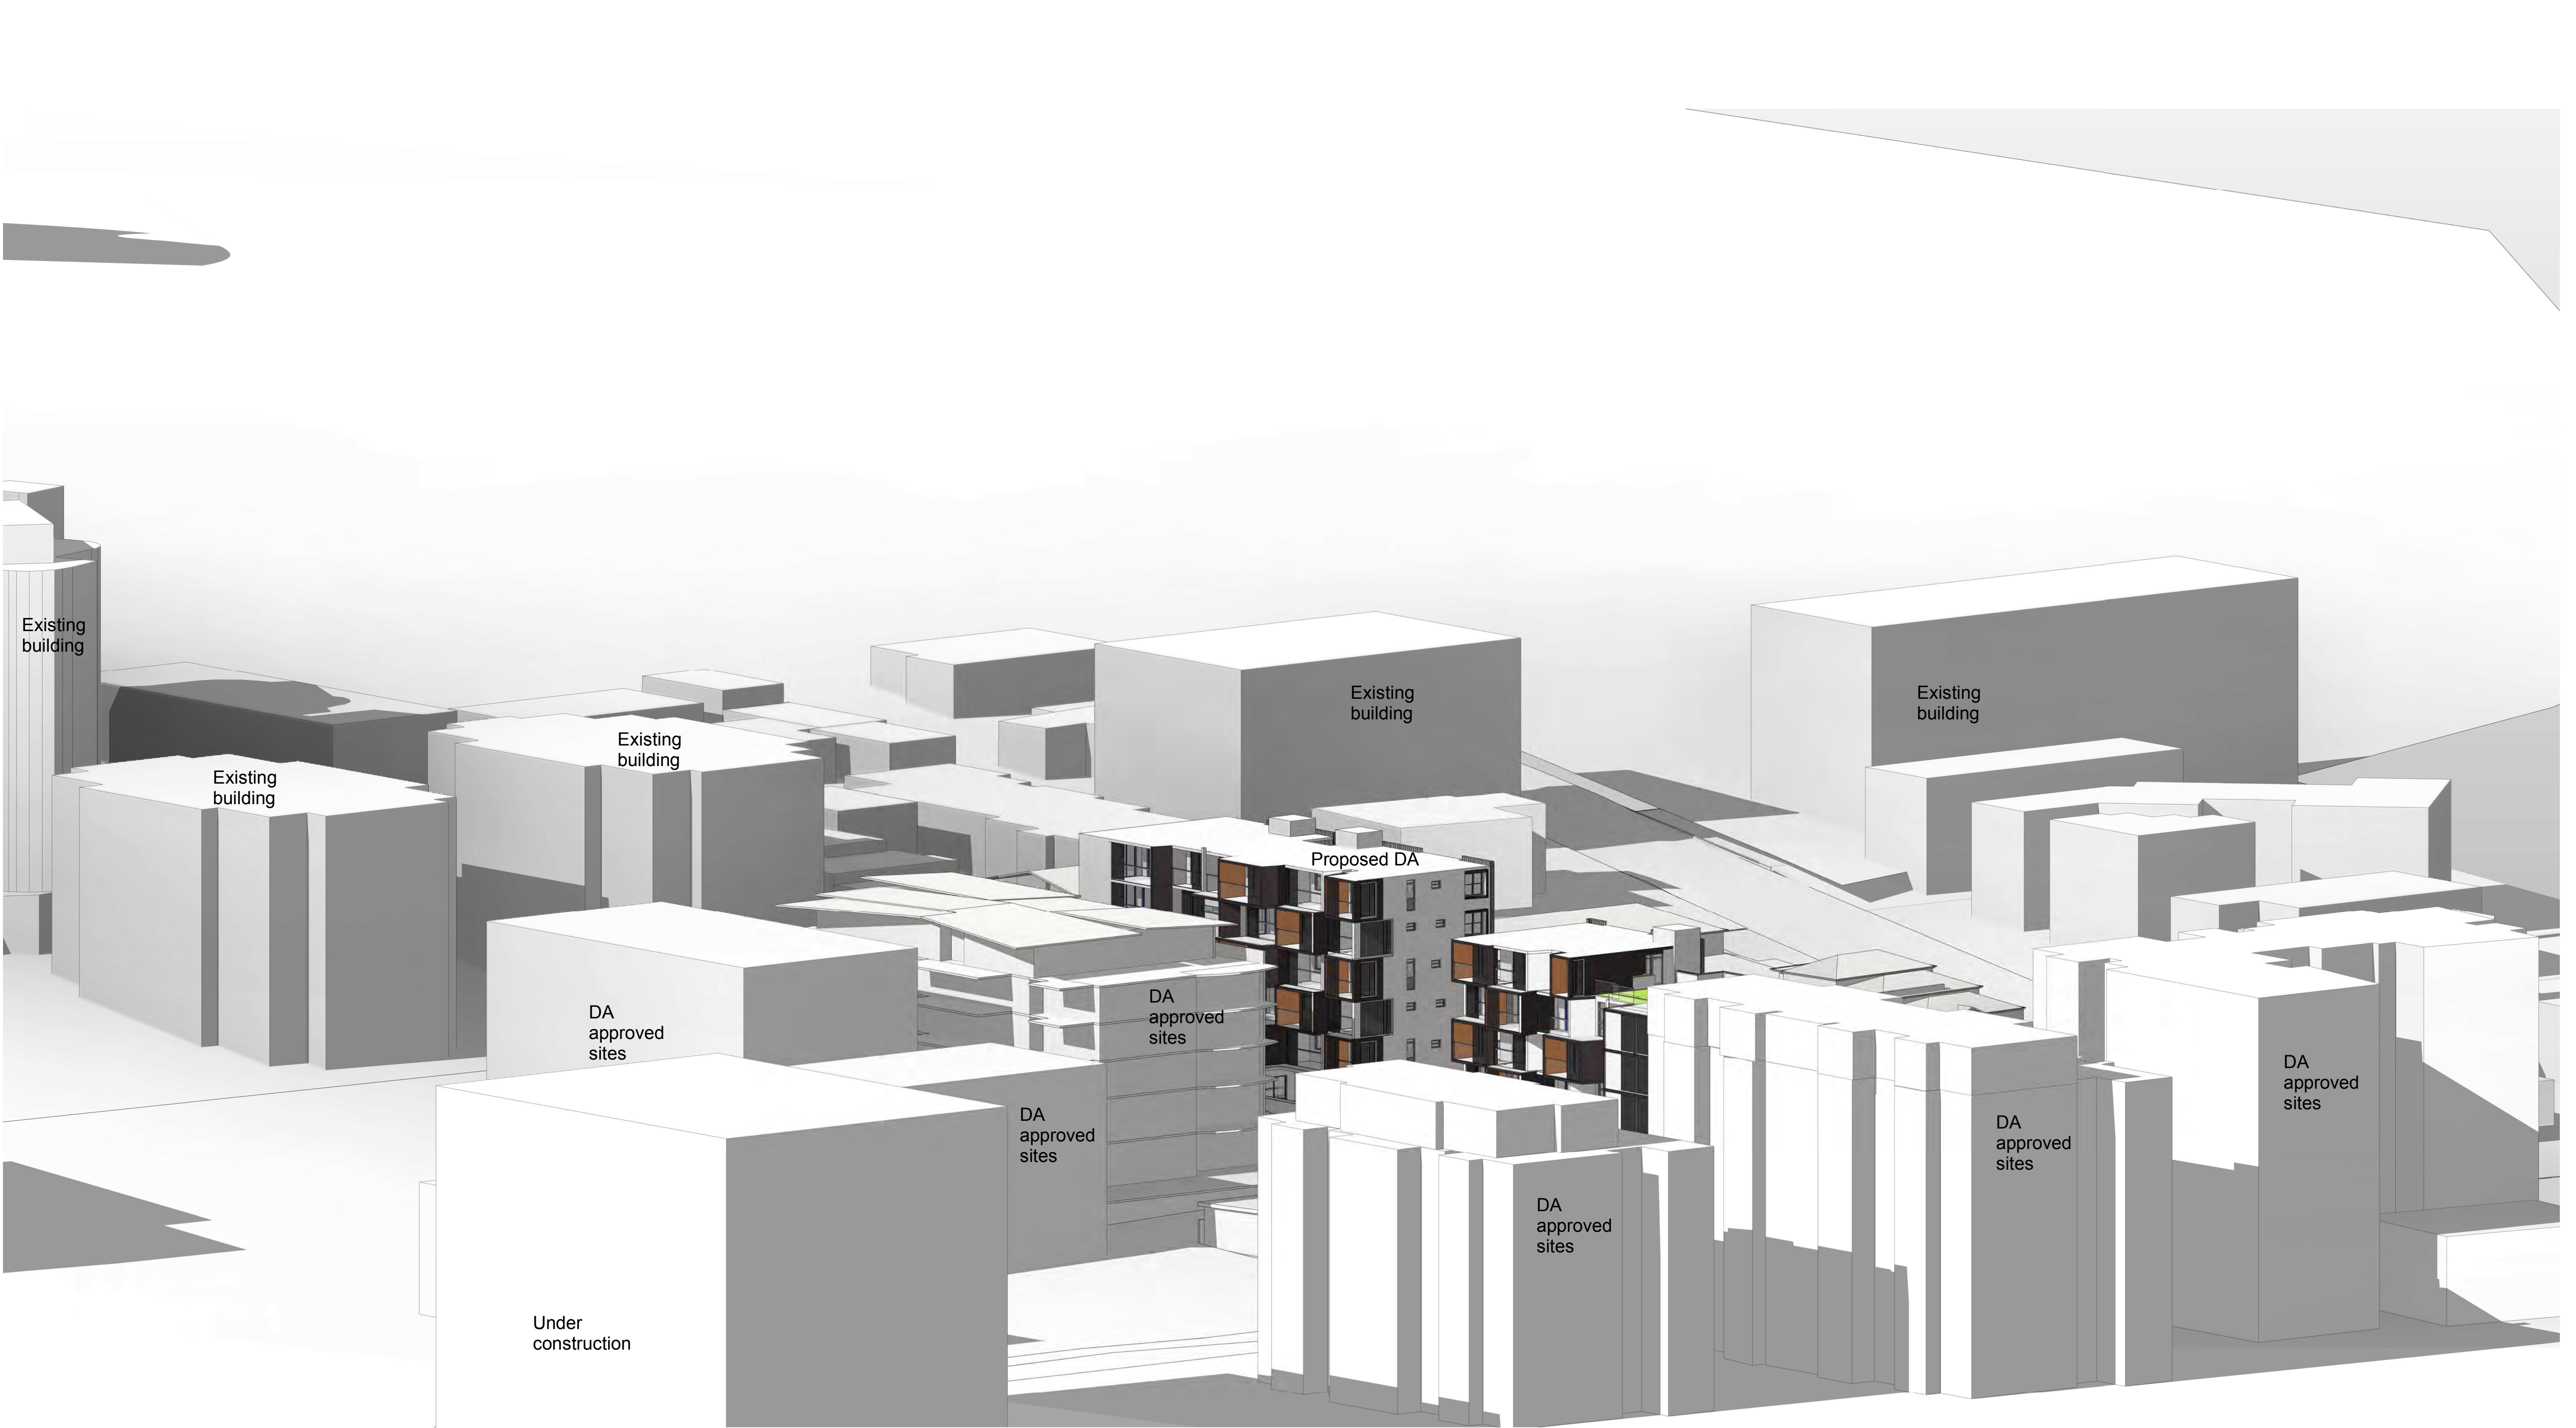 Existing
building
Existing
building
Existing
building
Existing
building
Existing
building
Proposed DA
DA
approved
sites
DA
approved
sites
DA
approved
sites
DA
approved
sites
DA
approved
sites
DA
approved
sites
Under
construction